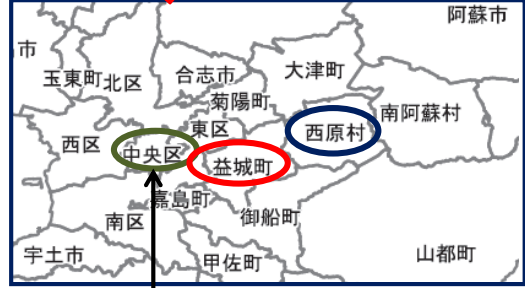 阿蘇市
市
玉東町
北区
合志市
大津町
菊陽町
南阿蘇村
西区
中央区
東区
西原村
益城町
嘉島町
南区
御船町
宇土市
甲佐町
山都町